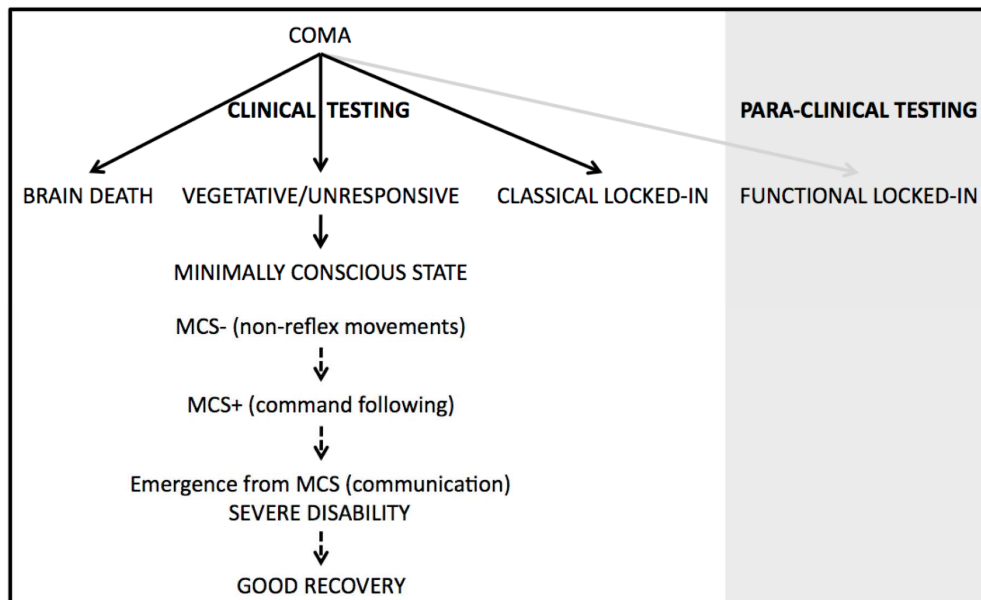 COMA
CLINICAL TESTING
PARA-CLINICAL TESTING
BRAIN DEATH
VEGETATIVE/UNRESPONSIVE
CLASSICAL LOCKED-IN
FUNCTIONAL LOCKED-IN
MINIMALLY CONSCIOUS STATE
MCS- (non-reflex movements)
MCS+ (command following)
Emergence from MCS (communication)
SEVERE DISABILITY
GOOD RECOVERY